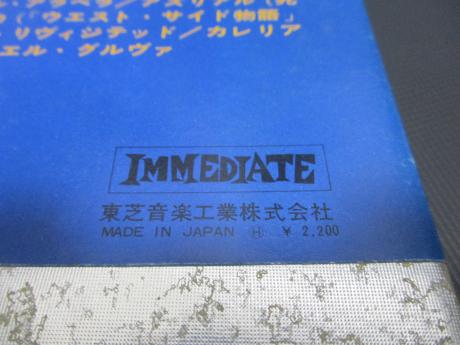 「ウエスト・サイド物語」
・リヴィジテッド/カレリア
エル・グルヴァ
IMMEDIATE
東芝音楽工業株式会社
MADE IN JAPAN Ⓗ ¥ 2,200